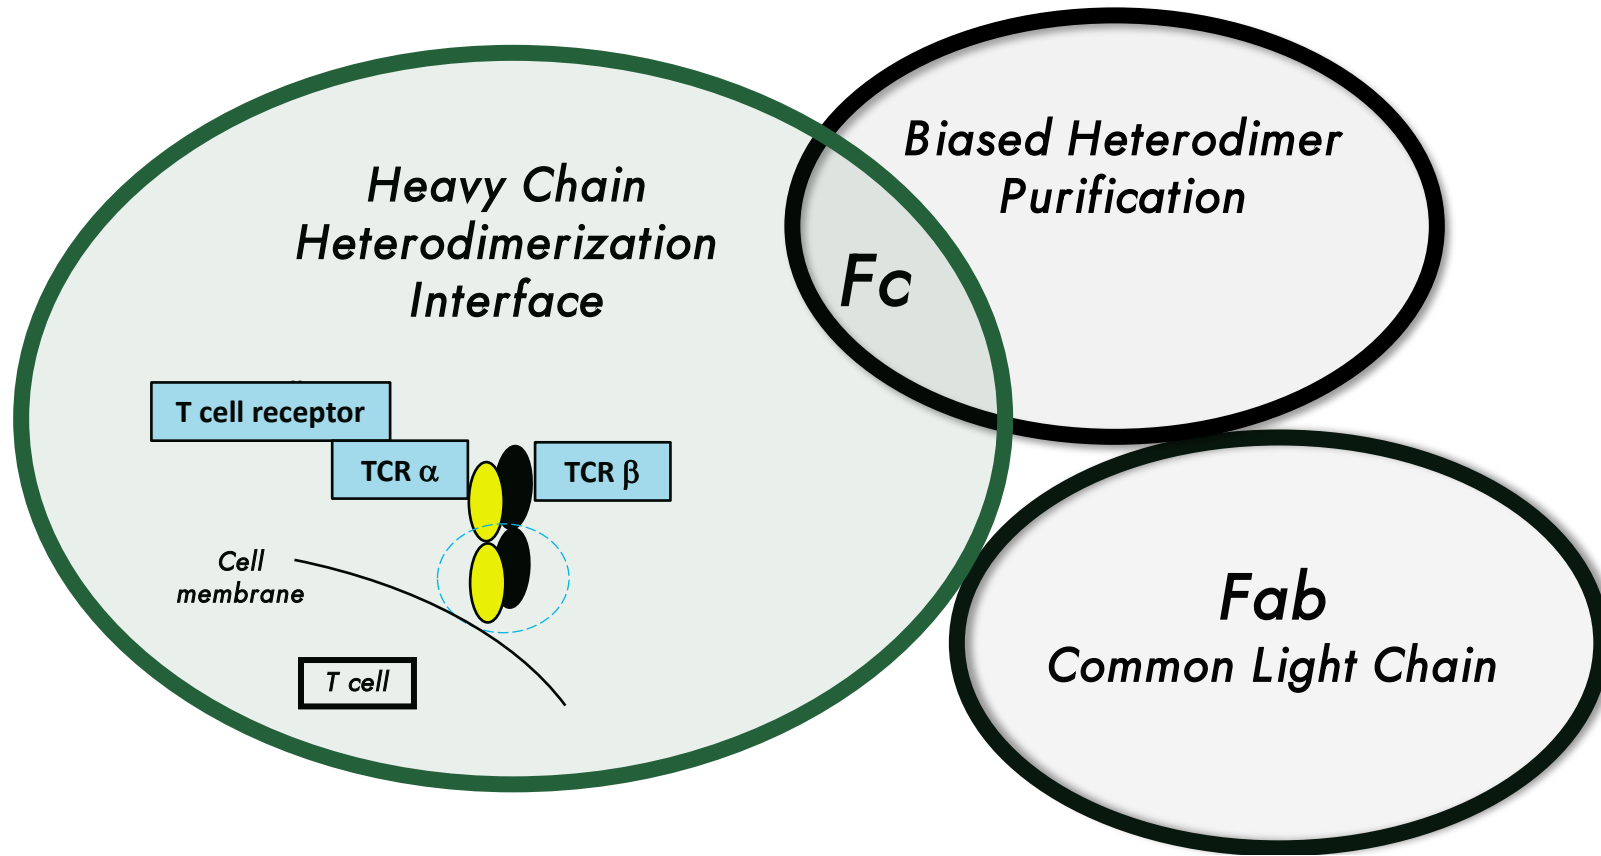 Heavy Chain
Heterodimerization
Interface
Biased Heterodimer
Purification
Fc
T cell receptor
TCR α
TCR β
Cell
membrane
T cell
Fab
Common Light Chain